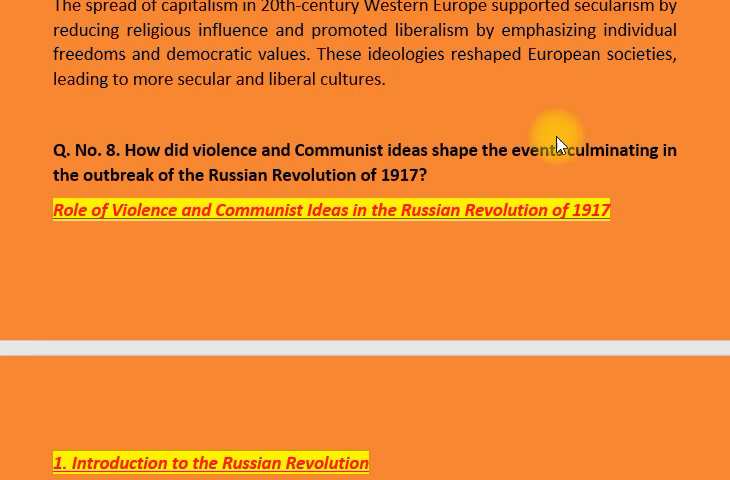 The spread of capitalism in 20th-century Western Europe supported secularism by
reducing religious influence and promoted liberalism by emphasizing individual
freedoms and democratic values. These ideologies reshaped European societies,
leading to more secular and liberal cultures.
Q. No. 8. How did violence and Communist ideas shape the events culminating in
the outbreak of the Russian Revolution of 1917?
Role of Violence and Communist Ideas in the Russian Revolution of 1917
1. Introduction to the Russian Revolution